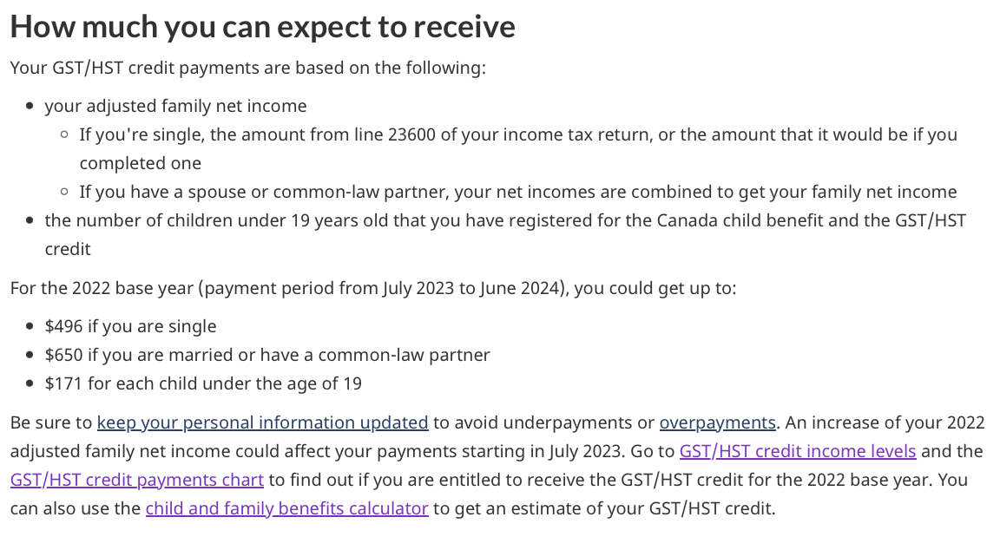 How much you can expect to receive
Your GST/HST credit payments are based on the following:
your adjusted family net income
If you're single, the amount from line 23600 of your income tax return, or the amount that it would be if you
completed one
If you have a spouse or common-law partner, your net incomes are combined to get your family net income
the number of children under 19 years old that you have registered for the Canada child benefit and the GST/HST
credit
For the 2022 base year (payment period from July 2023 to June 2024), you could get up to:
$496 if you are single
$650 if you are married or have a common-law partner
$171 for each child under the age of 19
Be sure to keep your personal information updated to avoid underpayments or overpayments. An increase of your 2022
adjusted family net income could affect your payments starting in July 2023. Go to GST/HST credit income levels and the
GST/HST credit payments chart to find out if you are entitled to receive the GST/HST credit for the 2022 base year. You
can also use the child and family benefits calculator to get an estimate of your GST/HST credit.